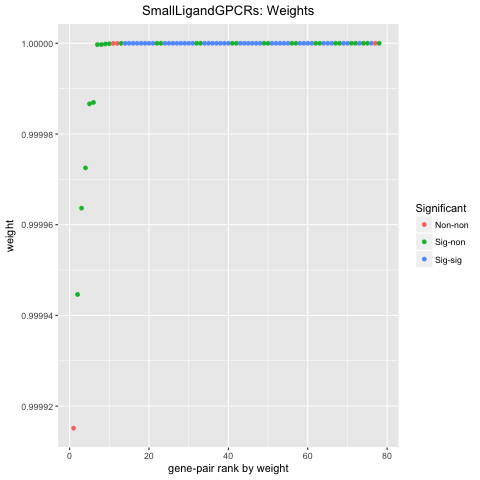 SmallLigandGPCRs: Weights
1.00000
0.99998
0.99996
0.99994
0.99992
weight
0 20 40 60 80
gene-pair rank by weight
Significant
Non-non
Sig-non
Sig-sig